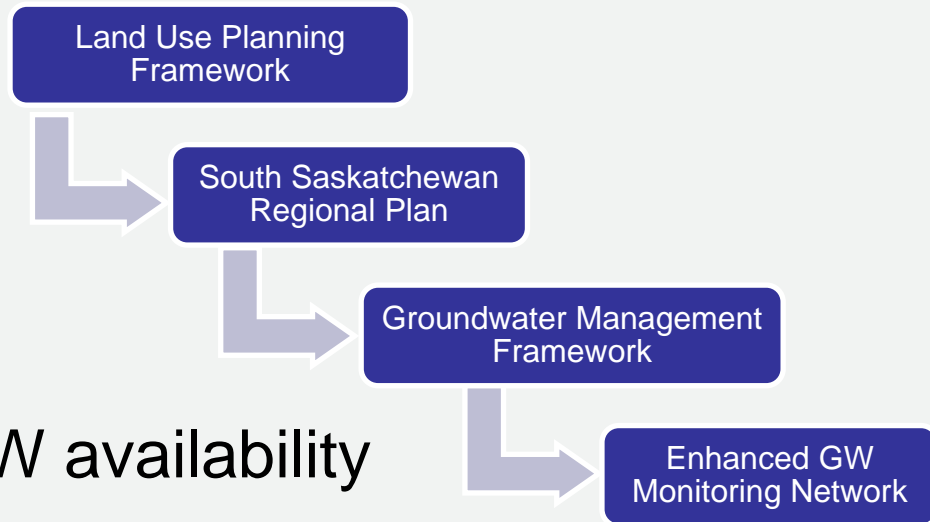 Land Use Planning
Framework
South Saskatchewan
Regional Plan
Groundwater Management
Framework
availability
Enhanced GW
Monitoring Network